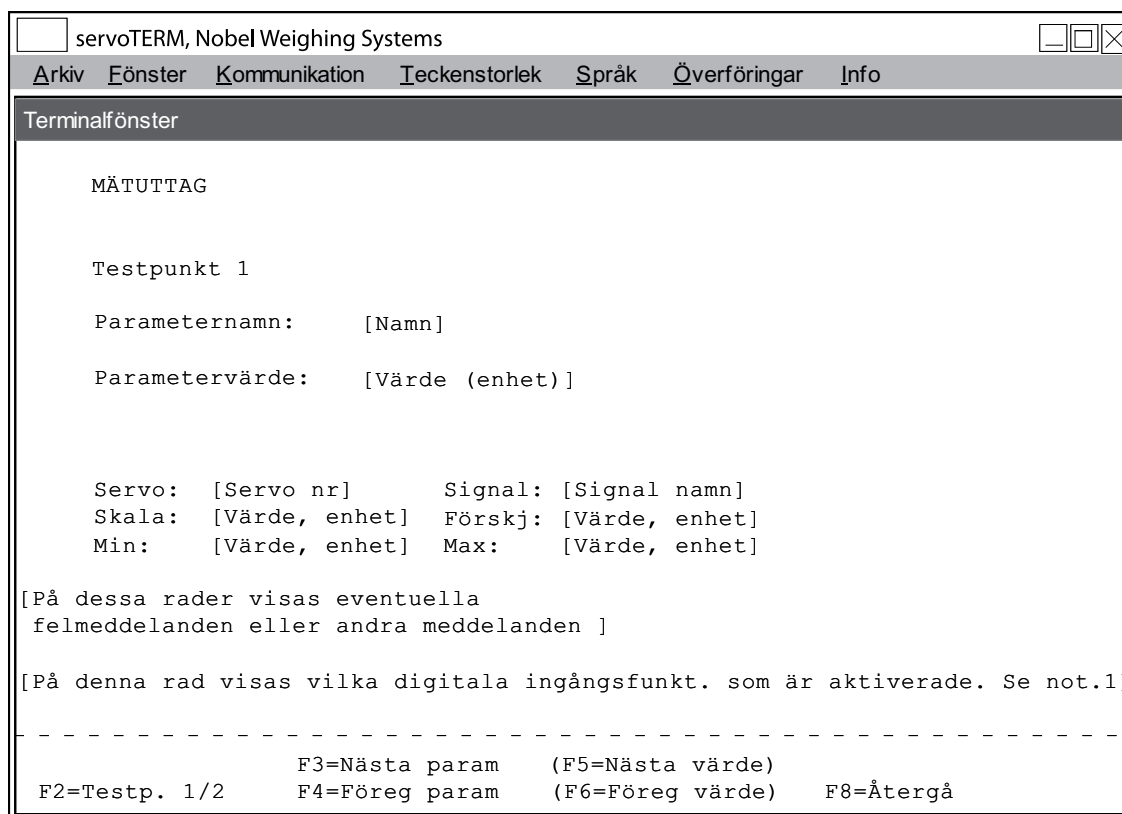 servoTERM, Nobel Weighing Systems
Arkiv Fönster Kommunikation Teckenstorlek Språk Överföringar Info
Terminalfönster
MÄTUTTAG
Testpunkt 1
Parameternamn: [Namn]
Parametervärde: [Värde (enhet)]
Servo: [Servo nr] Signal: [Signal namn]
Skala: [Värde, enhet] Förskj: [Värde, enhet]
Min: [Värde, enhet] Max: [Värde, enhet]
[På dessa rader visas eventuella
felmeddelanden eller andra meddelanden ]
[På denna rad visas vilka digitala ingångsfunkt. som är aktiverade. Se not.1]
F3=Nästa param (F5=Nästa värde)
F2=Testp. 1/2 F4=Föreg param (F6=Föreg värde) F8=Återgå